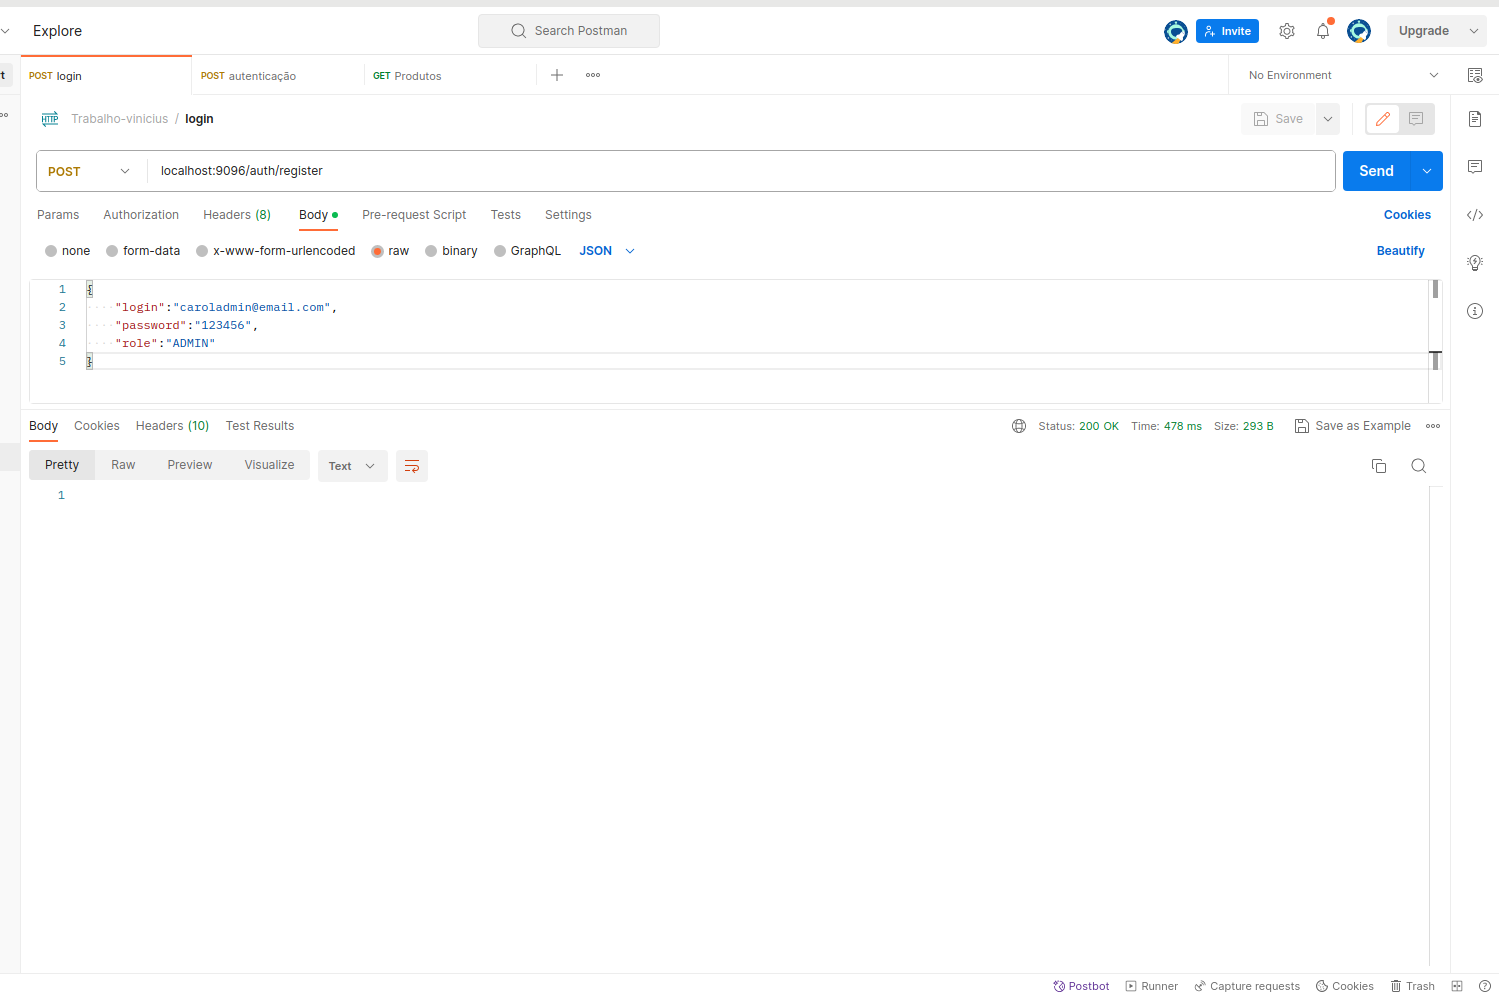 Explore
Search Postman
Invite
Upgrade
t
POST login
POST autenticação
GET Produtos
No Environment
HTTP
Trabalho-vinicius / login
Save
POST
localhost:9096/auth/register
Send
Params
Authorization
Headers (8)
Body
Pre-request Script
Tests
Settings
Cookies
none
form-data
x-www-form-urlencoded
raw
binary
GraphQL
JSON
Beautify
1 {
2 "login":"caroladmin@email.com",
3 "password":"123456",
4 "role":"ADMIN"
5 }
Body
Cookies
Headers (10)
Test Results
Status: 200 OK
Time: 478 ms
Size: 293 B
Save as Example
Pretty
Raw
Preview
Visualize
Text
1
Postbot
Runner
Capture requests
Cookies
Trash